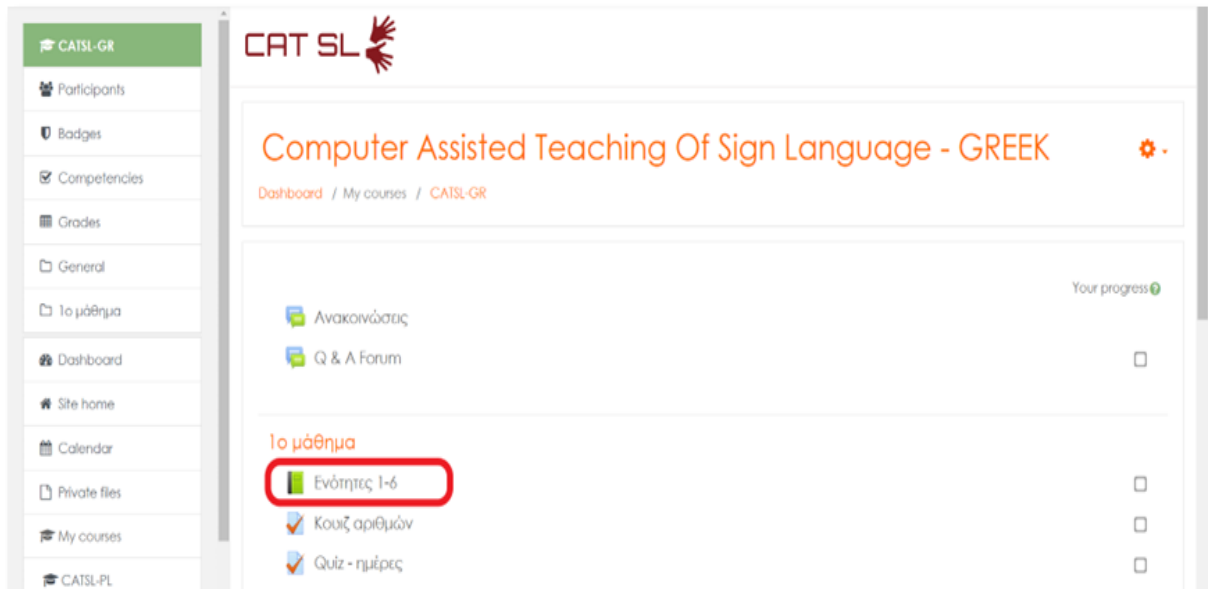 CATSL-GR
Participants
Badges
Competencies
Grades
General
1ο μάθημα
Dashboard
Site home
Calendar
Private files
My courses
CATSL-PL
CAT SL
Computer Assisted Teaching Of Sign Language - GREEK
Dashboard / My courses / CATSL-GR
Your progress
Ανακοινώσεις
Q & A Forum
1ο μάθημα
Ενότητες 1-6
Κουιζ αριθμών
Quiz - ημέρες